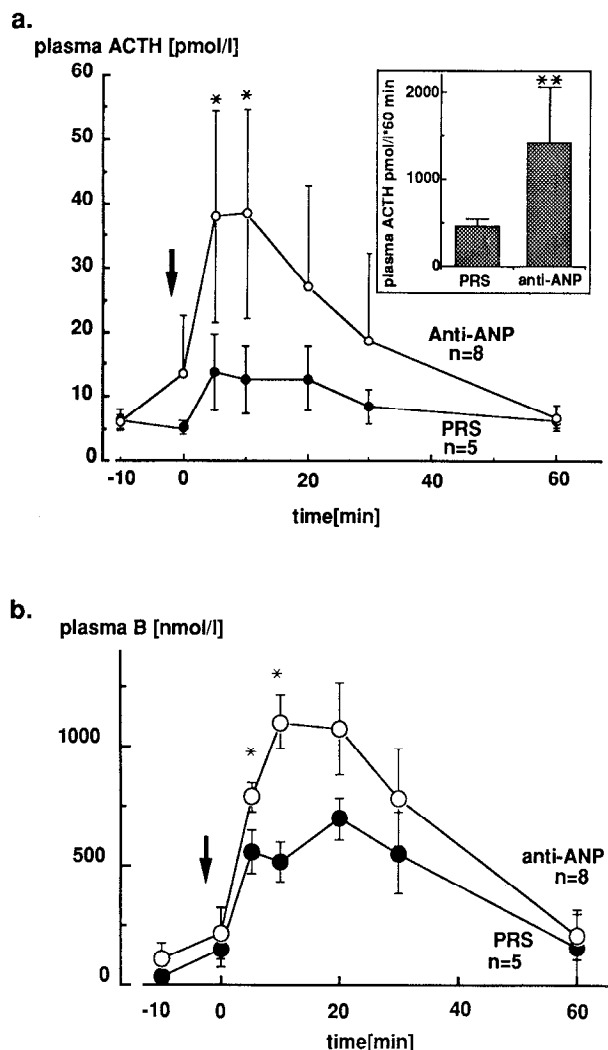 a.
plasma ACTH [pmol/l]
60
50
40
30
20
10
0
* *
-10 0 20 40 60
time[min]
Anti-ANP
n=8
PRS
n=5
plasma ACTH pmol/l*60 min
2000
1000
0
**
PRS anti-ANP
b.
plasma B [nmol/l]
1000
500
0
*
*
-10 0 20 40 60
time[min]
anti-ANP
n=8
PRS
n=5